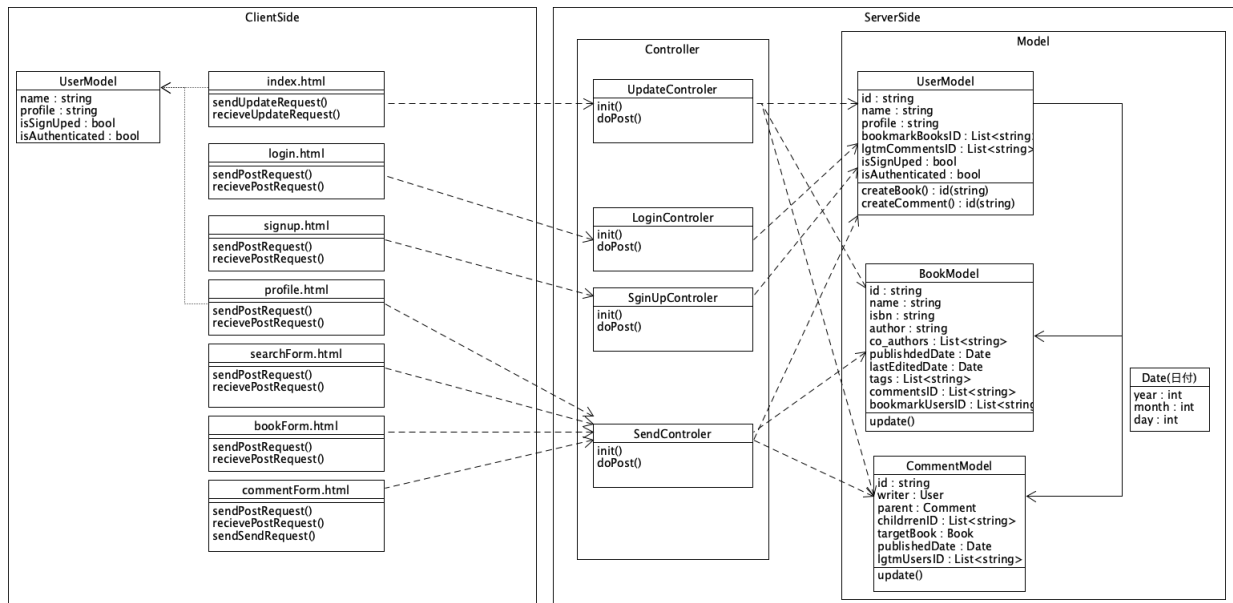 ClientSide
UserModel
name : string
profile : string
isSignUped : bool
isAuthenticated : bool
index.html
sendUpdateRequest()
recieveUpdateRequest()
login.html
sendPostRequest()
recievePostRequest()
signup.html
sendPostRequest()
recievePostRequest()
profile.html
sendPostRequest()
recievePostRequest()
searchForm.html
sendPostRequest()
recievePostRequest()
bookForm.html
sendPostRequest()
recievePostRequest()
commentForm.html
sendPostRequest()
recievePostRequest()
sendSendRequest()
ServerSide
Controller
UpdateControler
init()
doPost()
LoginControler
init()
doPost()
SginUpControler
init()
doPost()
SendControler
init()
doPost()
Model
UserModel
id : string
name : string
profile : string
bookmarkBooksID : List<string>
lgtmCommentsID : List<string>
isSignUped : bool
isAuthenticated : bool
createBook() : id(string)
createComment() : id(string)
BookModel
id : string
name : string
isbn : string
author : string
co_authors : List<string>
publishdedDate : Date
lastEditedDate : Date
tags : List<string>
commentsID : List<string>
bookmarkUsersID : List<string>
update()
CommentModel
id : string
writer : User
parent : Comment
childrrenID : List<string>
targetBook : Book
publishedDate : Date
lgtmUsersID : List<string>
update()
Date(日付)
year : int
month : int
day : int